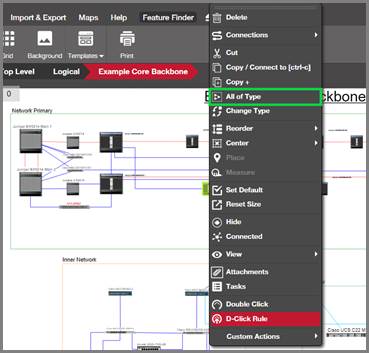 Import & Export Maps Help Feature Finder
Grid Background Templates Print
Top Level Logical Example Core Backbone
0
Network Primary
Inner Network
Delete
Connections
Cut
Copy / Connect to [ctrl-c]
Copy +
All of Type
Change Type
Reorder
Center
Place
Measure
Set Default
Reset Size
Hide
Connected
View
Attachments
Tasks
Double Click
D-Click Rule
Custom Actions
Cisco UCS C22 M